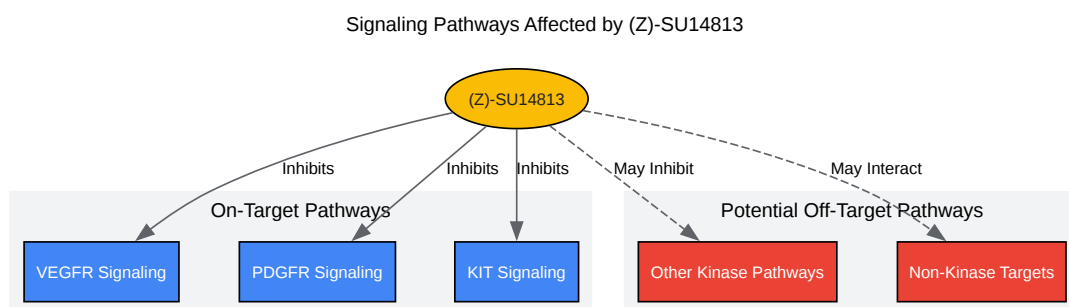 Signaling Pathways Affected by (Z)-SU14813
(Z)-SU14813
Inhibits
Inhibits
Inhibits
May Inhibit
May Interact
On-Target Pathways
Potential Off-Target Pathways
VEGFR Signaling
PDGFR Signaling
KIT Signaling
Other Kinase Pathways
Non-Kinase Targets